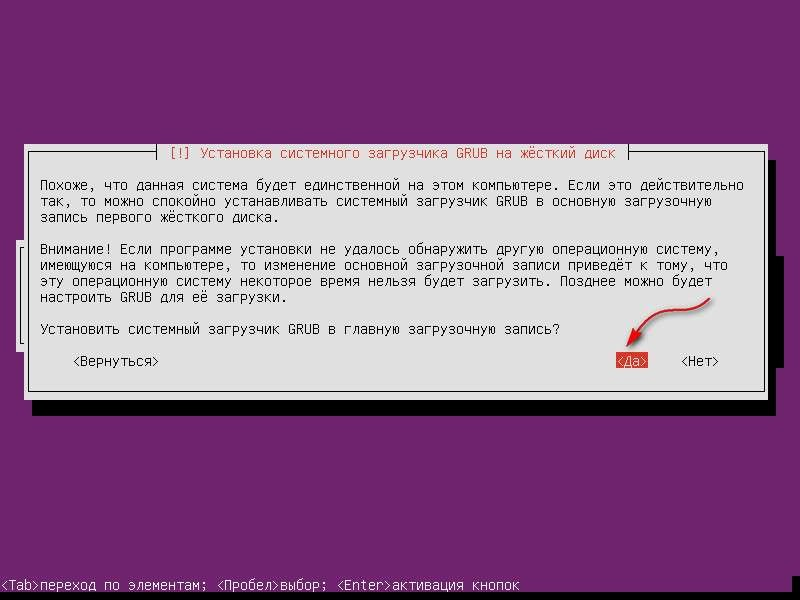 [!] Установка системного загрузчика GRUB на жёсткий диск
Похоже, что данная система будет единственной на этом компьютере. Если это действительно
так, то можно спокойно устанавливать системный загрузчик GRUB в основную загрузочную
запись первого жёсткого диска.
Внимание! Если программе установки не удалось обнаружить другую операционную систему,
имеющуюся на компьютере, то изменение основной загрузочной записи приведёт к тому, что
эту операционную систему некоторое время нельзя будет загрузить. Позднее можно будет
настроить GRUB для её загрузки.
Установить системный загрузчик GRUB в главную загрузочную запись?
<Вернуться> <Да> <Нет>
<Tab>переход по элементам; <Пробел>выбор; <Enter>активация кнопок